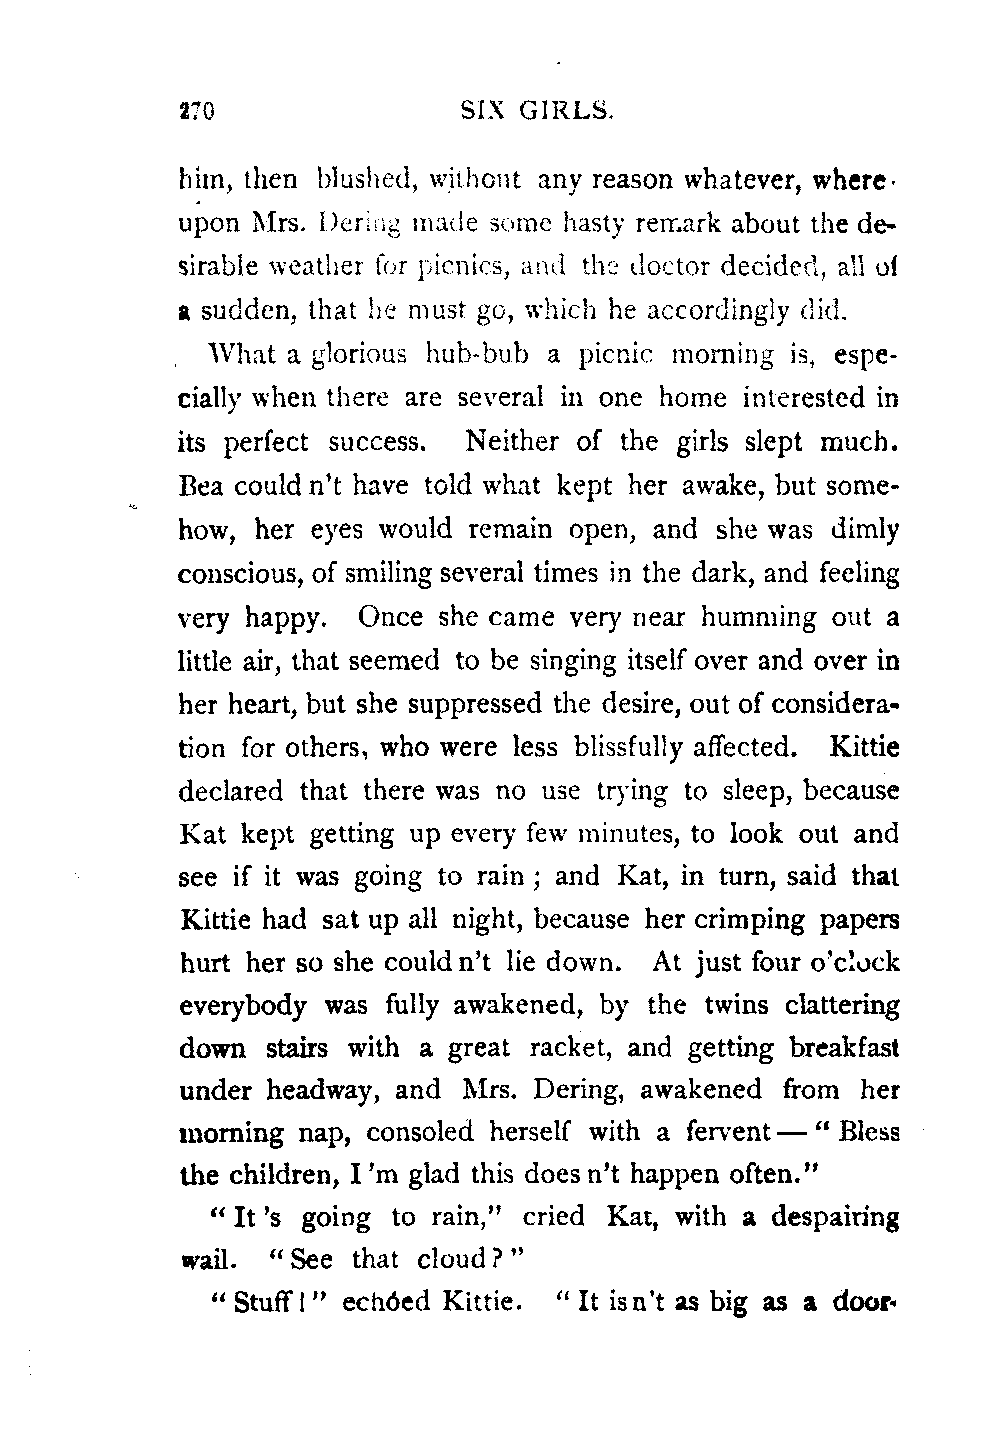 270 SIX GIRLS.
him, then blushed, without any reason whatever, where-
upon Mrs. Dering made some hasty remark about the de-
sirable weather for picnics, and the doctor decided, all of
a sudden, that he must go, which he accordingly did.
What a glorious hub-bub a picnic morning is, espe-
cially when there are several in one home interested in
its perfect success. Neither of the girls slept much.
Bea could n't have told what kept her awake, but some-
how, her eyes would remain open, and she was dimly
conscious, of smiling several times in the dark, and feeling
very happy. Once she came very near humming out a
little air, that seemed to be singing itself over and over in
her heart, but she suppressed the desire, out of considera-
tion for others, who were less blissfully affected. Kittie
declared that there was no use trying to sleep, because
Kat kept getting up every few minutes, to look out and
see if it was going to rain ; and Kat, in turn, said that
Kittie had sat up all night, because her crimping papers
hurt her so she could n't lie down. At just four o'clock
everybody was fully awakened, by the twins clattering
down stairs with a great racket, and getting breakfast
under headway, and Mrs. Dering, awakened from her
morning nap, consoled herself with a fervent — " Bless
the children, I 'm glad this does n't happen often."
" It 's going to rain," cried Kat, with a despairing
wail. " See that cloud ? "
" Stuff ! " echoed Kittie. " It is n't as big as a door-